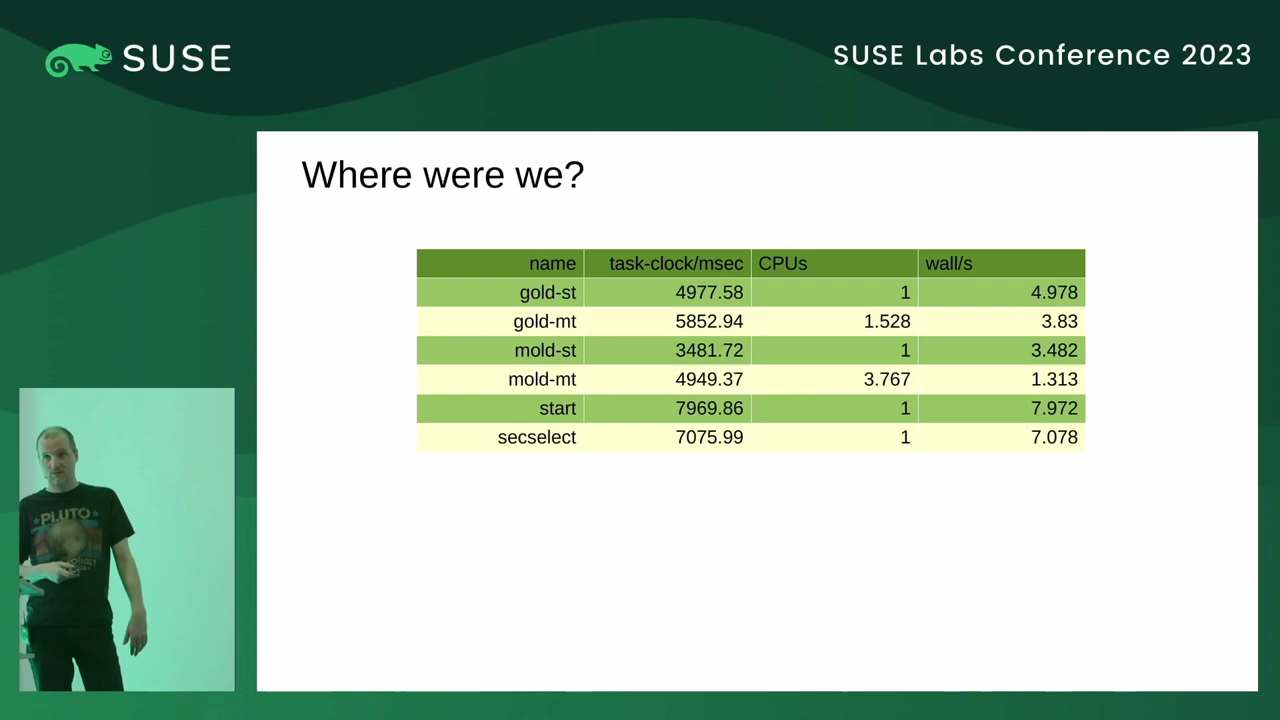 SUSE
SUSE Labs Conference 2023
Where were we?
name task-clock/msec CPUs wall/s
gold-st 4977.58 1 4.978
gold-mt 5852.94 1.528 3.83
mold-st 3481.72 1 3.482
mold-mt 4949.37 3.767 1.313
start 7969.86 1 7.972
secselect 7075.99 1 7.078
PLUTO